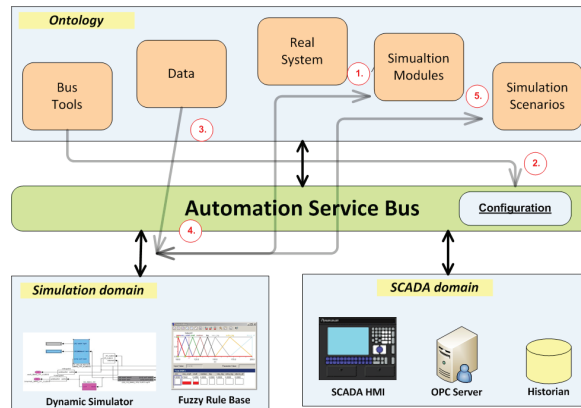 Ontology
Real
System
Simualtion
Modules
Data
Bus
Tools
Simulation
Scenarios
1.
5.
3.
2.
Automation Service Bus
Configuration
4.
Simulation domain
SCADA domain
Dynamic Simulator
Fuzzy Rule Base
SCADA HMI
OPC Server
Historian